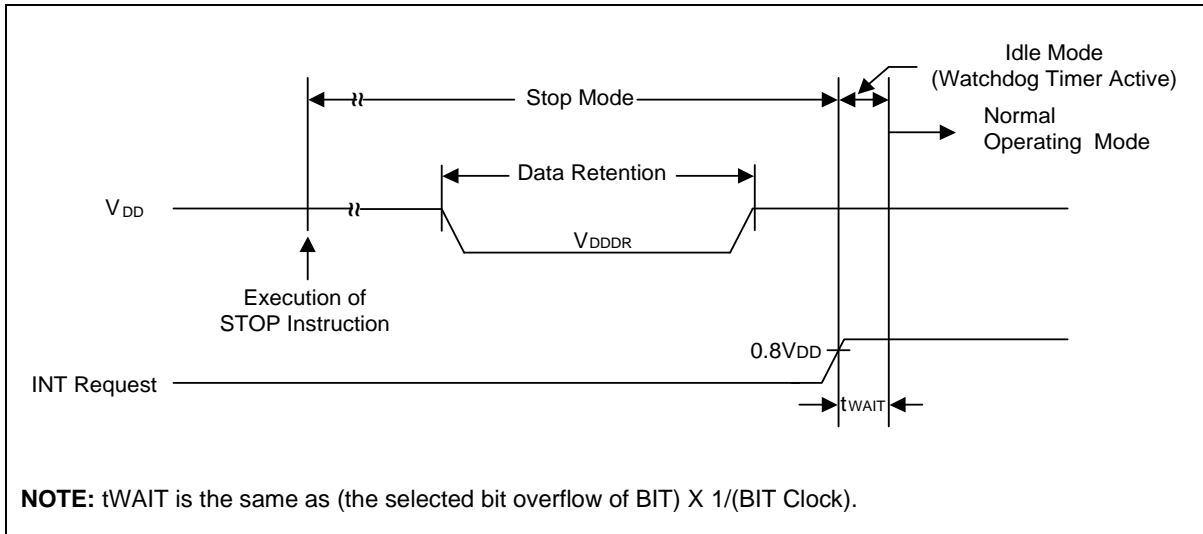 Idle Mode
(Watchdog Timer Active)
Stop Mode
Normal
Operating Mode
Data Retention
VDD
VDDDR
Execution of
STOP Instruction
0.8VDD
INT Request
tWAIT
NOTE: tWAIT is the same as (the selected bit overflow of BIT) X 1/(BIT Clock).